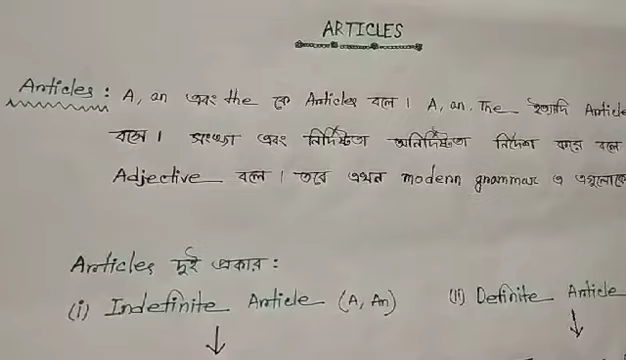 ARTICLES
Articles : A, an এবং the কে Articles বলে । A, an, The ইত্যাদি Article
বলে । সংখ্যা এবং নির্দিষ্টতা অনির্দিষ্টতা নির্দেশ করে বলে
Adjective বলে । তবে এখন modern grammar এ এগুলোকে
Articles দুই প্রকার :
(i) Indefinite Article (A, An) (ii) Definite Article